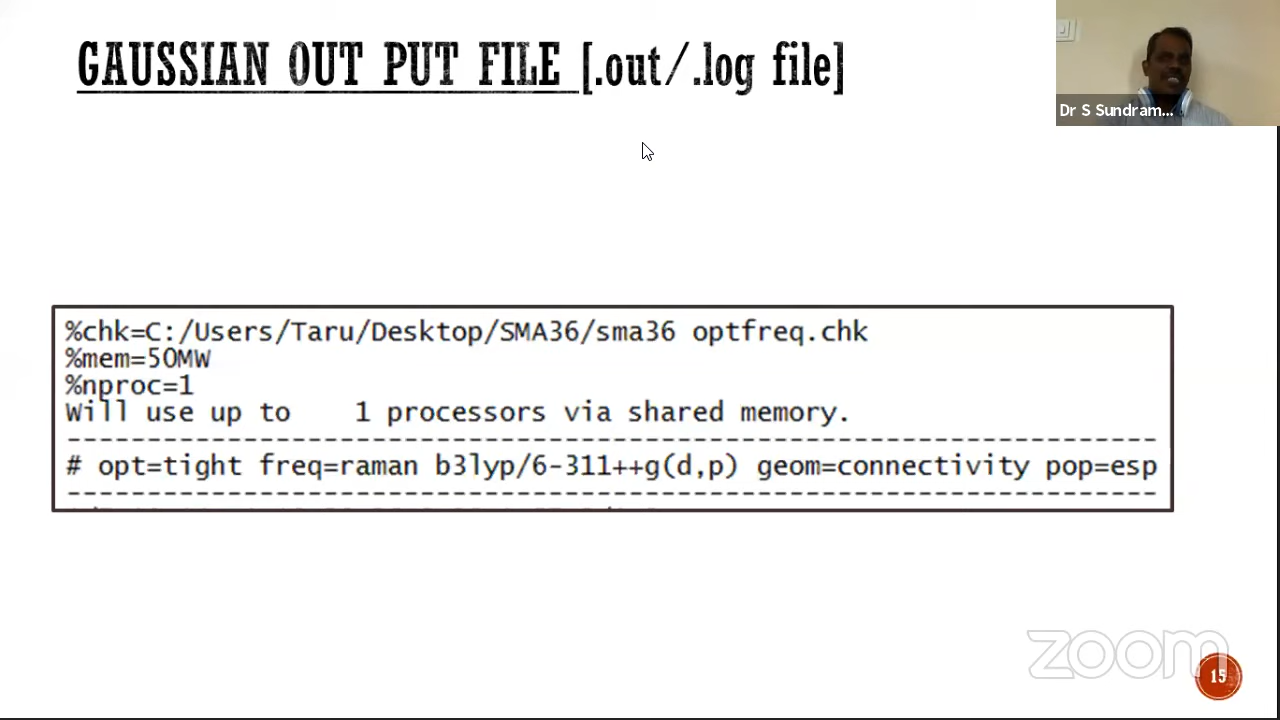 GAUSSIAN OUT PUT FILE [.out/.log file]
Dr S Sundram...
%chk=C:/Users/Taru/Desktop/SMA36/sma36 optfreq.chk
%mem=50MW
%nproc=1
Will use up to    1 processors via shared memory.
--------------------------------------------------------------------
# opt=tight freq=raman b3lyp/6-311++g(d,p) geom=connectivity pop=esp
--------------------------------------------------------------------
zoom
15